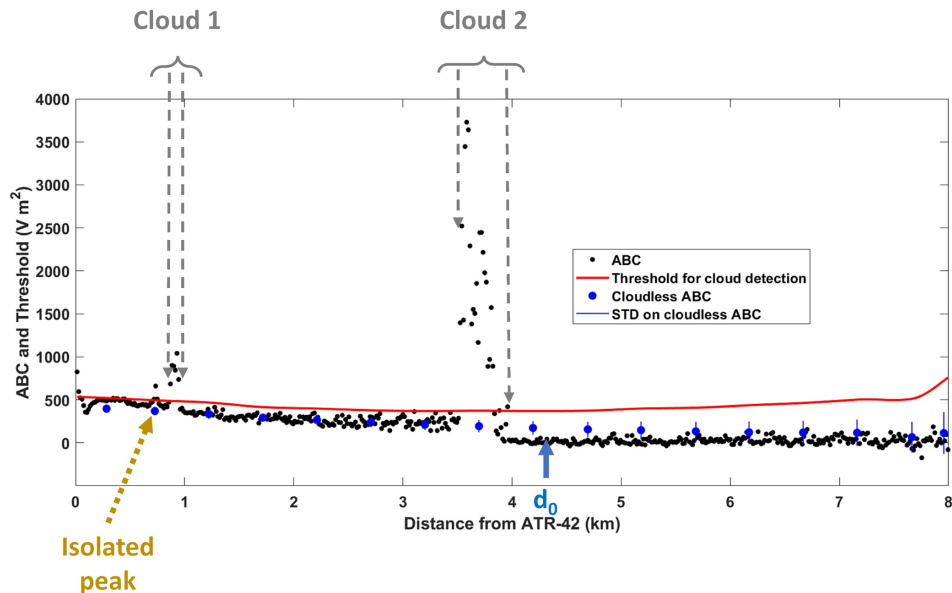 Cloud 1
Cloud 2
4000
3500
3000
2500
2000
1500
1000
500
0
ABC and Threshold (V m²)
ABC
Threshold for cloud detection
Cloudless ABC
STD on cloudless ABC
0
1
2
3
4
5
6
7
8
d₀
Distance from ATR-42 (km)
Isolated
peak